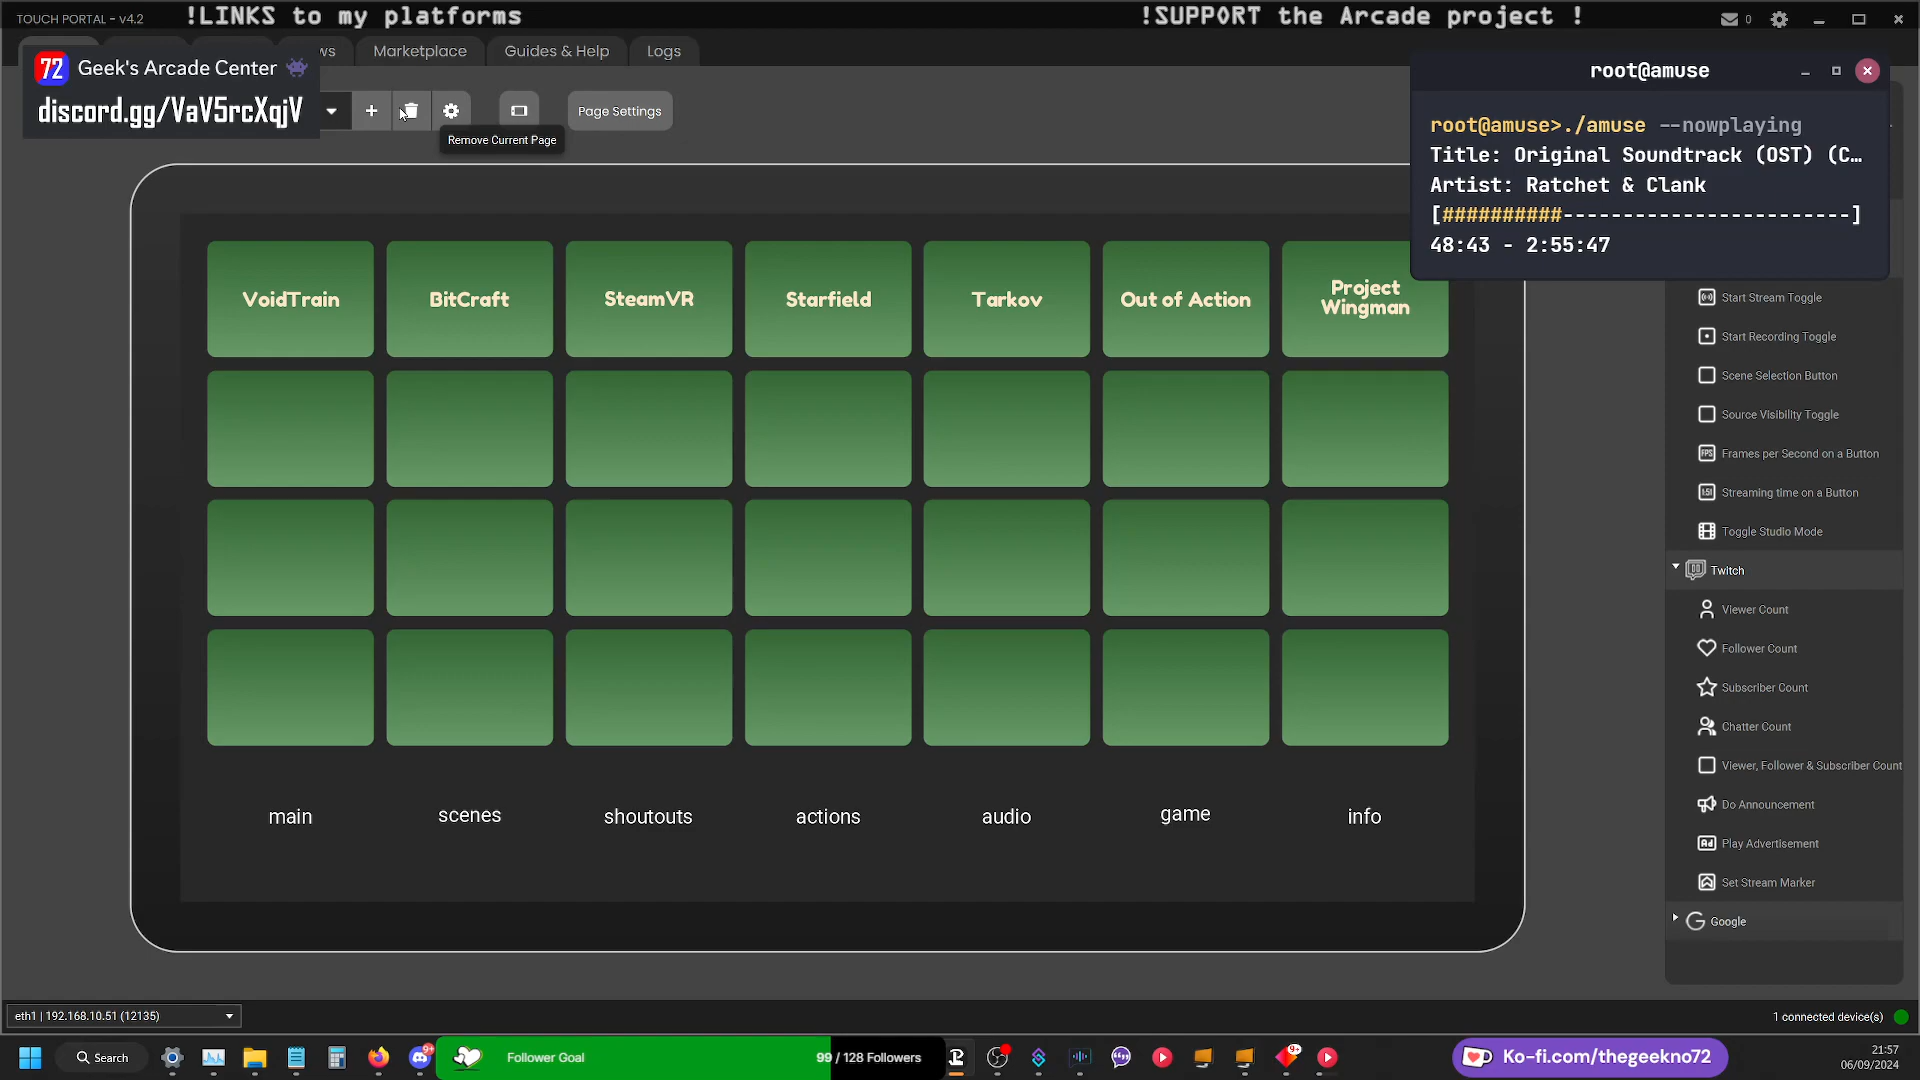 TOUCH PORTAL - v4.2
!LINKS to my platforms
!SUPPORT the Arcade project !
0
ws
Marketplace
Guides & Help
Logs
72 Geek's Arcade Center
discord.gg/VaV5rcXqjV
Page Settings
Remove Current Page
root@amuse
root@amuse>./amuse --nowplaying
Title: Original Soundtrack (OST) (C...
Artist: Ratchet & Clank
[##########------------------------]
48:43 - 2:55:47
VoidTrain
BitCraft
SteamVR
Starfield
Tarkov
Out of Action
Project
Wingman
main
scenes
shoutouts
actions
audio
game
info
Start Stream Toggle
Start Recording Toggle
Scene Selection Button
Source Visibility Toggle
FPS Frames per Second on a Button
1:51 Streaming time on a Button
Toggle Studio Mode
Twitch
Viewer Count
Follower Count
Subscriber Count
Chatter Count
Viewer, Follower & Subscriber Count
Do Announcement
Ad Play Advertisement
Set Stream Marker
Google
eth1 | 192.168.10.51 (12135)
1 connected device(s)
Search
9+
Follower Goal
99 / 128 Followers
9+
Ko-fi.com/thegeekno72
21:57
06/09/2024